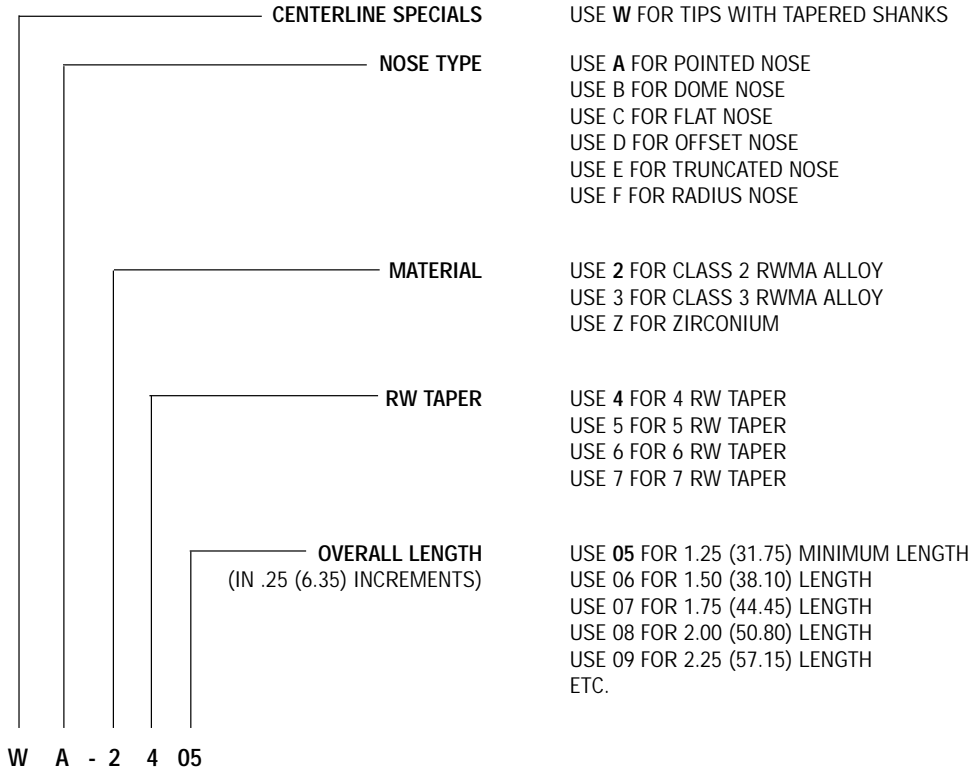 CENTERLINE SPECIALS USE W FOR TIPS WITH TAPERED SHANKS
NOSE TYPE USE A FOR POINTED NOSE
USE B FOR DOME NOSE
USE C FOR FLAT NOSE
USE D FOR OFFSET NOSE
USE E FOR TRUNCATED NOSE
USE F FOR RADIUS NOSE
MATERIAL USE 2 FOR CLASS 2 RWMA ALLOY
USE 3 FOR CLASS 3 RWMA ALLOY
USE Z FOR ZIRCONIUM
RW TAPER USE 4 FOR 4 RW TAPER
USE 5 FOR 5 RW TAPER
USE 6 FOR 6 RW TAPER
USE 7 FOR 7 RW TAPER
OVERALL LENGTH USE 05 FOR 1.25 (31.75) MINIMUM LENGTH
(IN .25 (6.35) INCREMENTS) USE 06 FOR 1.50 (38.10) LENGTH
USE 07 FOR 1.75 (44.45) LENGTH
USE 08 FOR 2.00 (50.80) LENGTH
USE 09 FOR 2.25 (57.15) LENGTH
ETC.
W A - 2 4 05